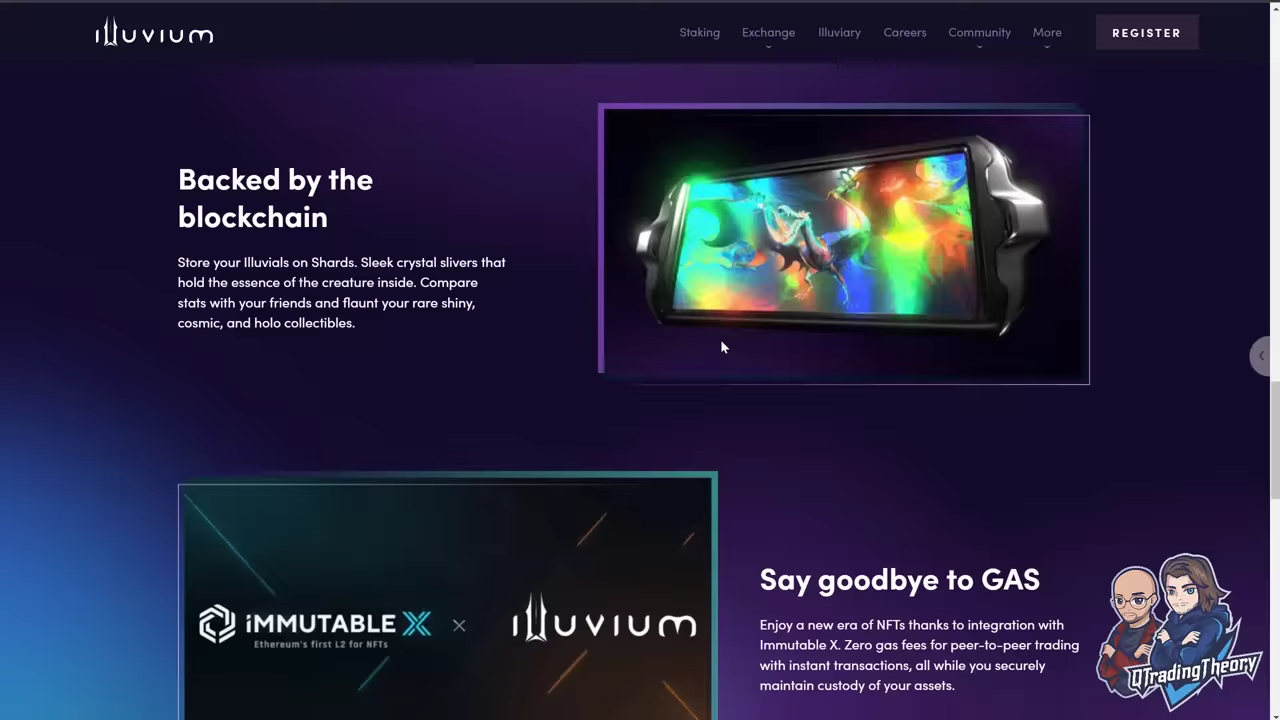 illuvium
Staking Exchange Illuviary Careers Community More REGISTER
Backed by the
blockchain
Store your Illuvials on Shards. Sleek crystal slivers that
hold the essence of the creature inside. Compare
stats with your friends and flaunt your rare shiny,
cosmic, and holo collectibles.
iMMUTABLE X × illuvium
Ethereum's first L2 for NFTs
Say goodbye to GAS
Enjoy a new era of NFTs thanks to integration with
Immutable X. Zero gas fees for peer-to-peer trading
with instant transactions, all while you securely
maintain custody of your assets.
QTradingTheory